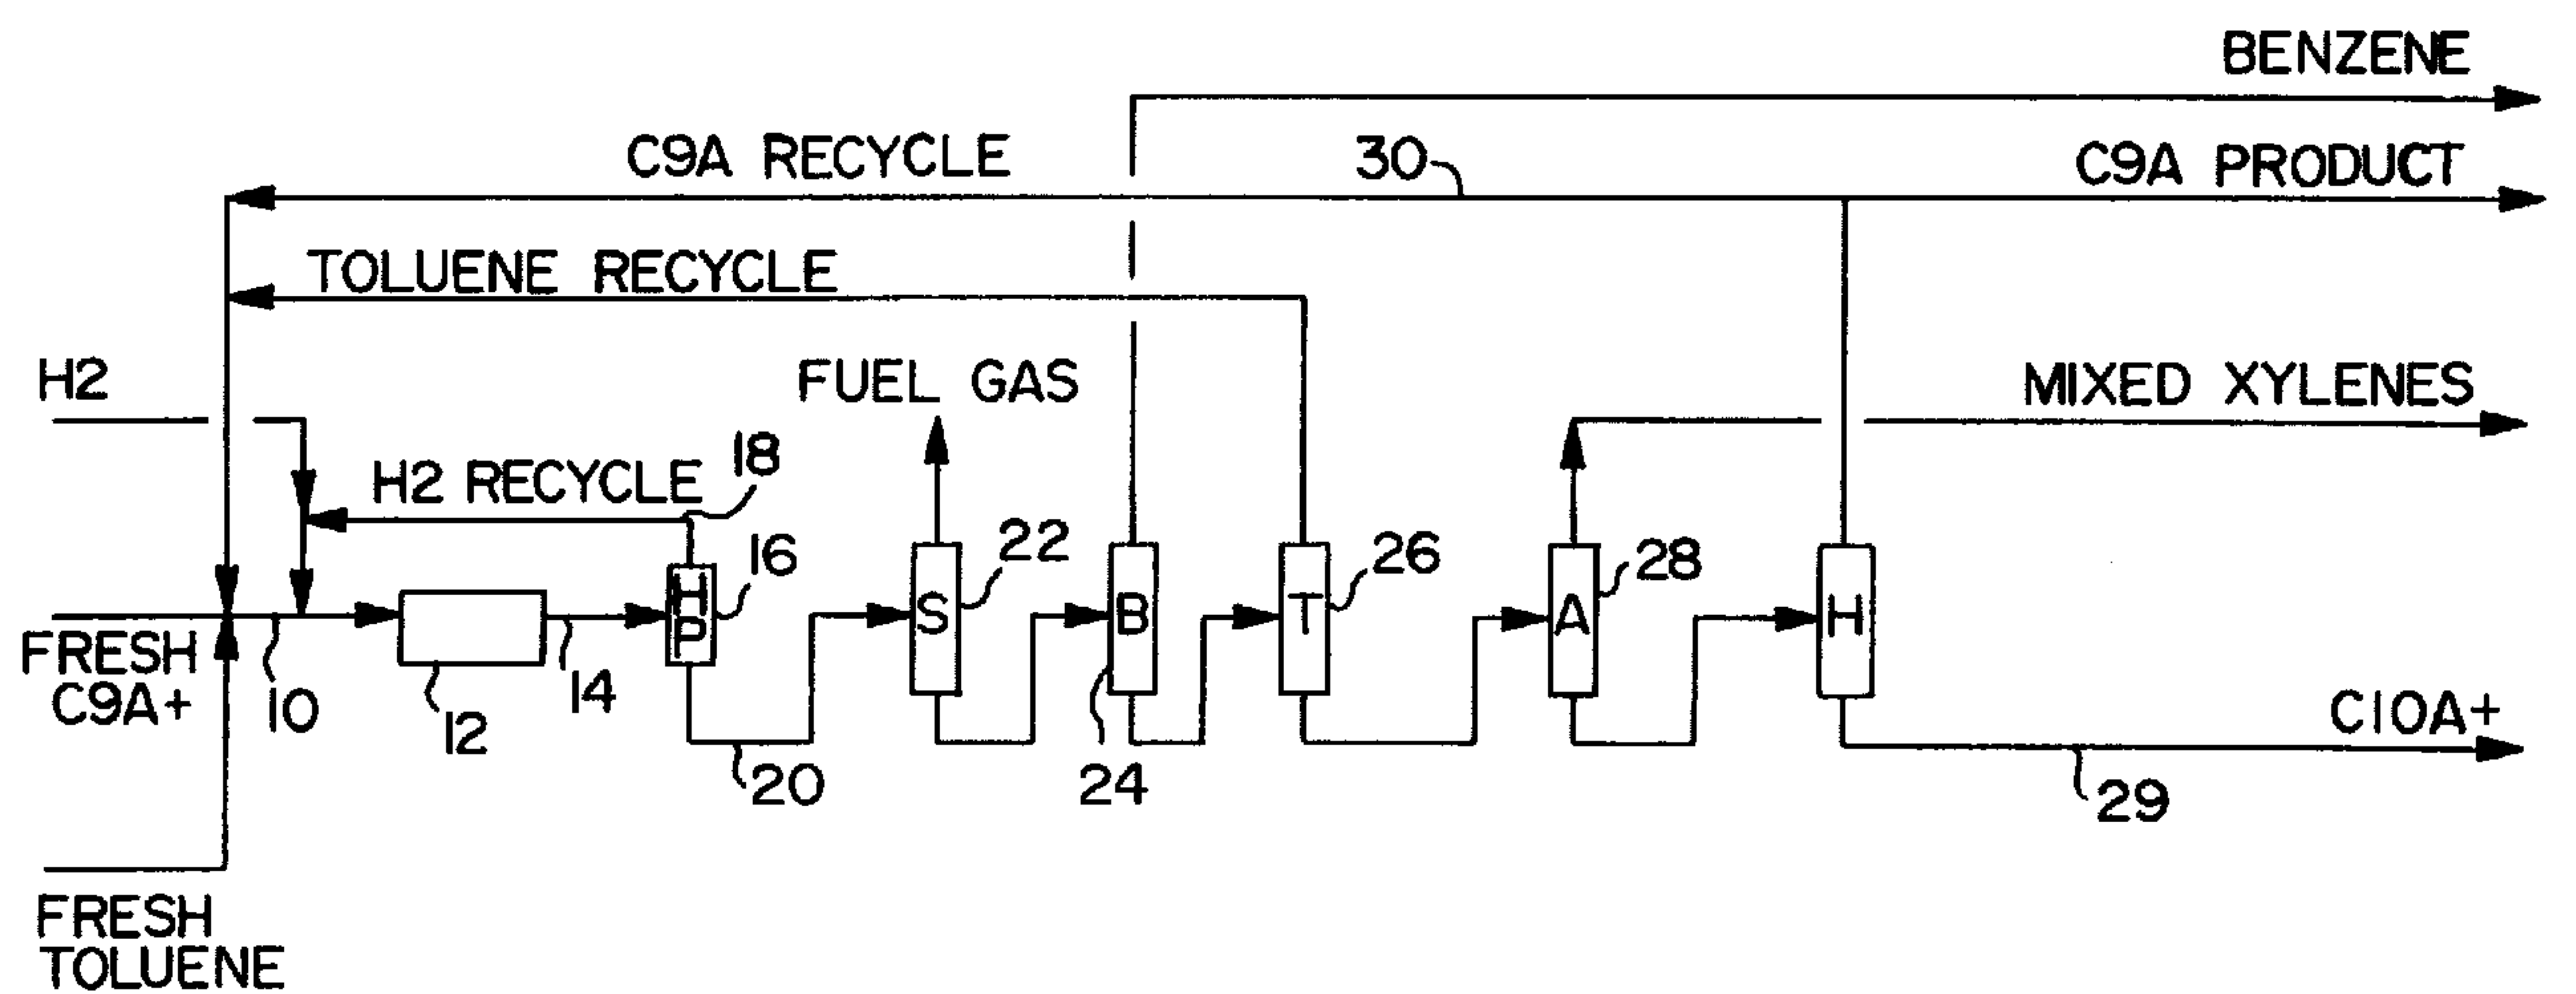 BENZENE
C9A RECYCLE
30
C9A PRODUCT
TOLUENE RECYCLE
H2
FUEL GAS
MIXED XYLENES
H2 RECYCLE
18
16
22
26
28
HP
S
B
T
A
H
FRESH
C9A+
10
12
14
20
24
C10A+
29
FRESH
TOLUENE